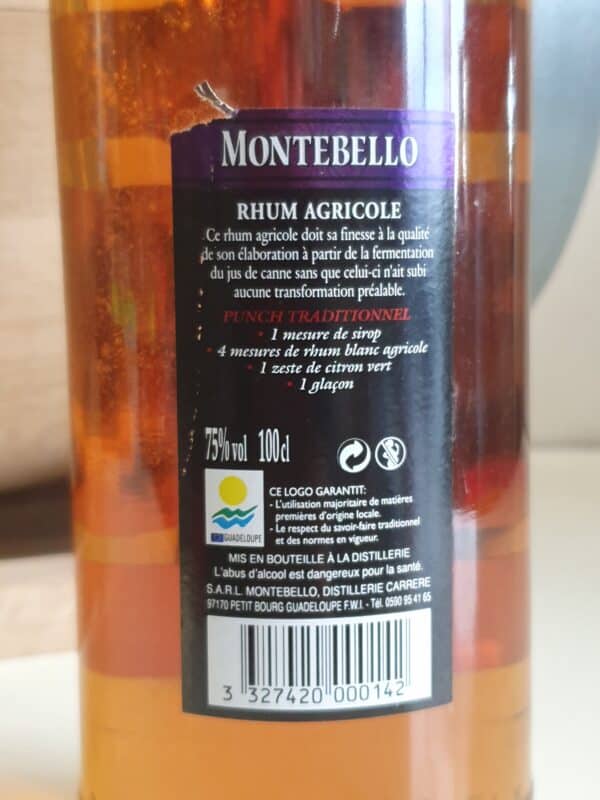 MONTEBELLO
RHUM AGRICOLE
Ce rhum agricole doit sa finesse à la qualité
de son élaboration à partir de la fermentation
du jus de canne sans que celui-ci n'ait subi
aucune transformation préalable.
PUNCH TRADITIONNEL
• 1 mesure de sirop
• 4 mesures de rhum blanc agricole
• 1 zeste de citron vert
• 1 glaçon
75% vol 100 cl
CE LOGO GARANTIT:
- L'utilisation majoritaire de matières
premières d'origine locale.
- Le respect du savoir-faire traditionnel
et des normes en vigueur.
GUADELOUPE
MIS EN BOUTEILLE À LA DISTILLERIE
L'abus d'alcool est dangereux pour la santé.
S.A.R.L. MONTEBELLO, DISTILLERIE CARRERE
97170 PETIT BOURG GUADELOUPE F.W.I. - Tél. 0590 95 41 65
3 327420 000142